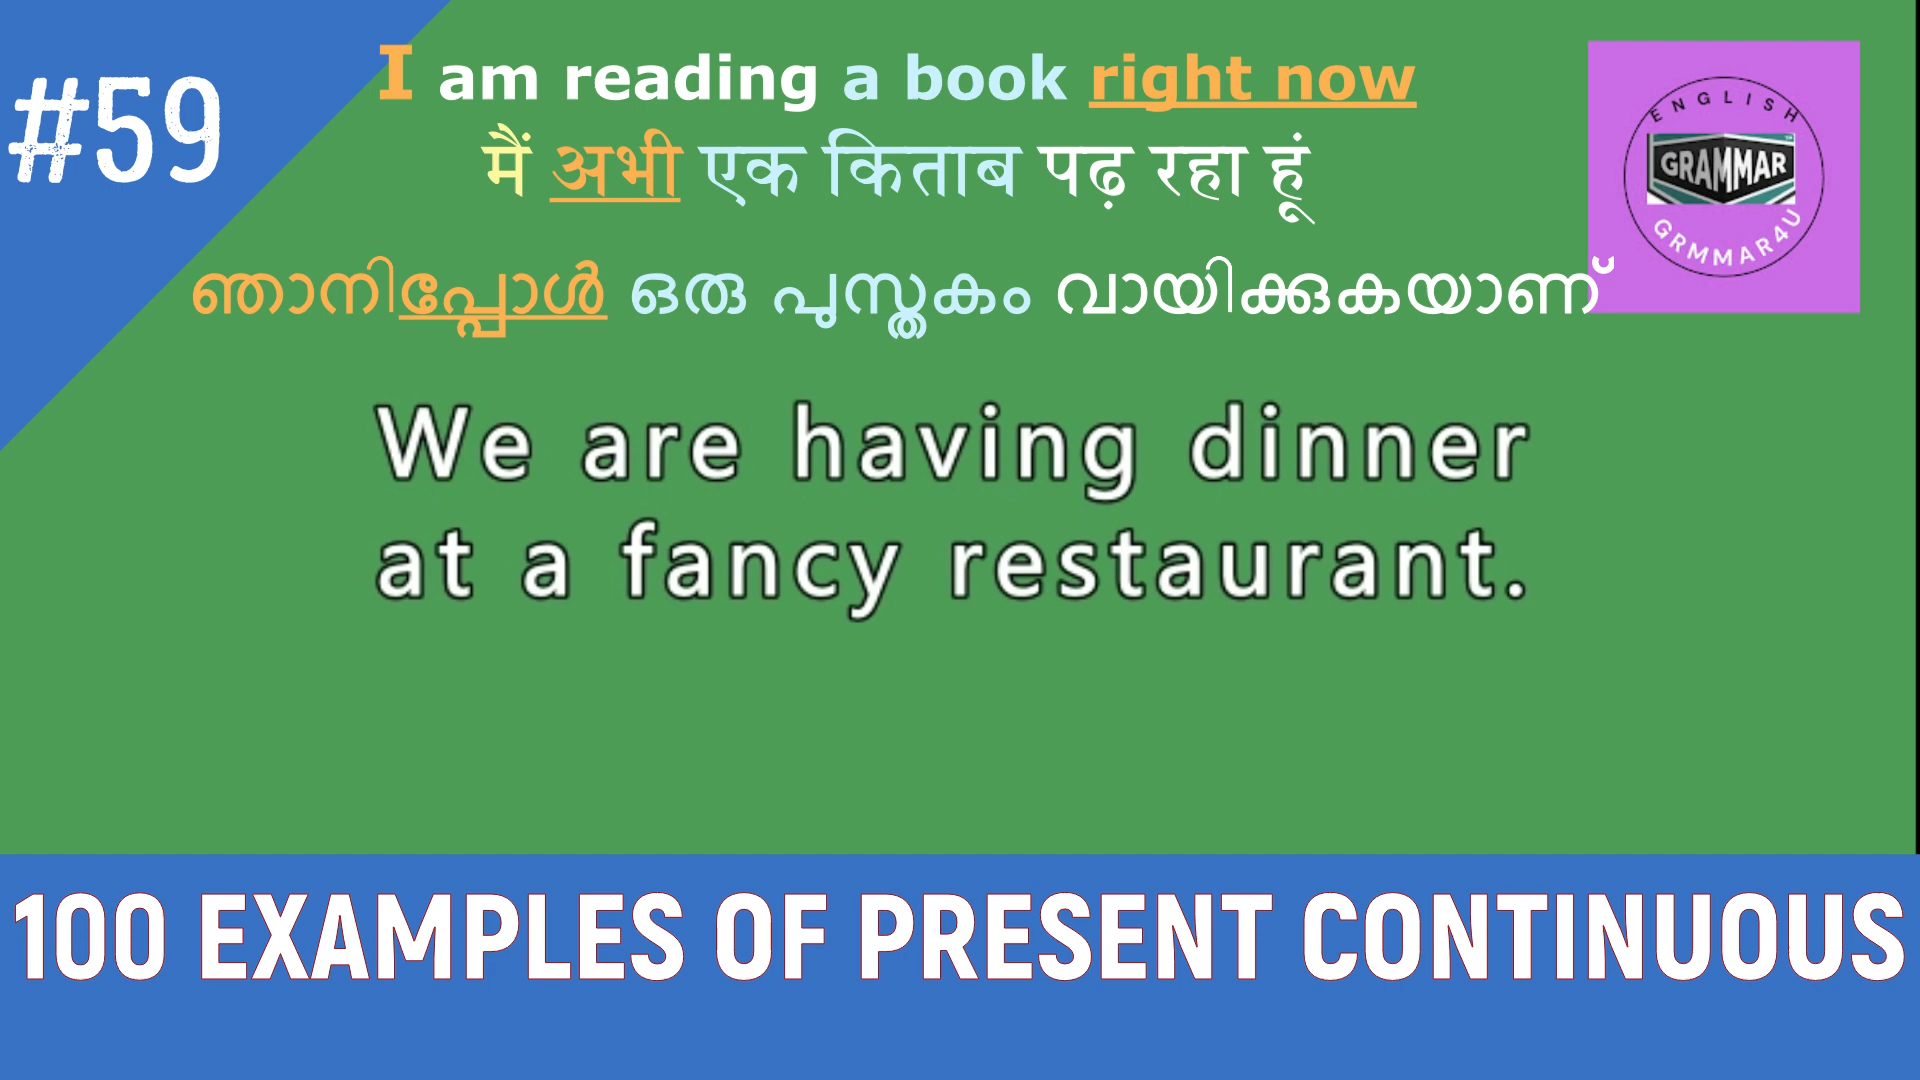 #59
I am reading a book right now
मैं अभी एक किताब पढ़ रहा हूं
ഞാനിപ്പോൾ ഒരു പുസ്തകം വായിക്കുകയാണ്
ENGLISH
GRAMMAR
GRMMAR4U
We are having dinner
at a fancy restaurant.
100 EXAMPLES OF PRESENT CONTINUOUS